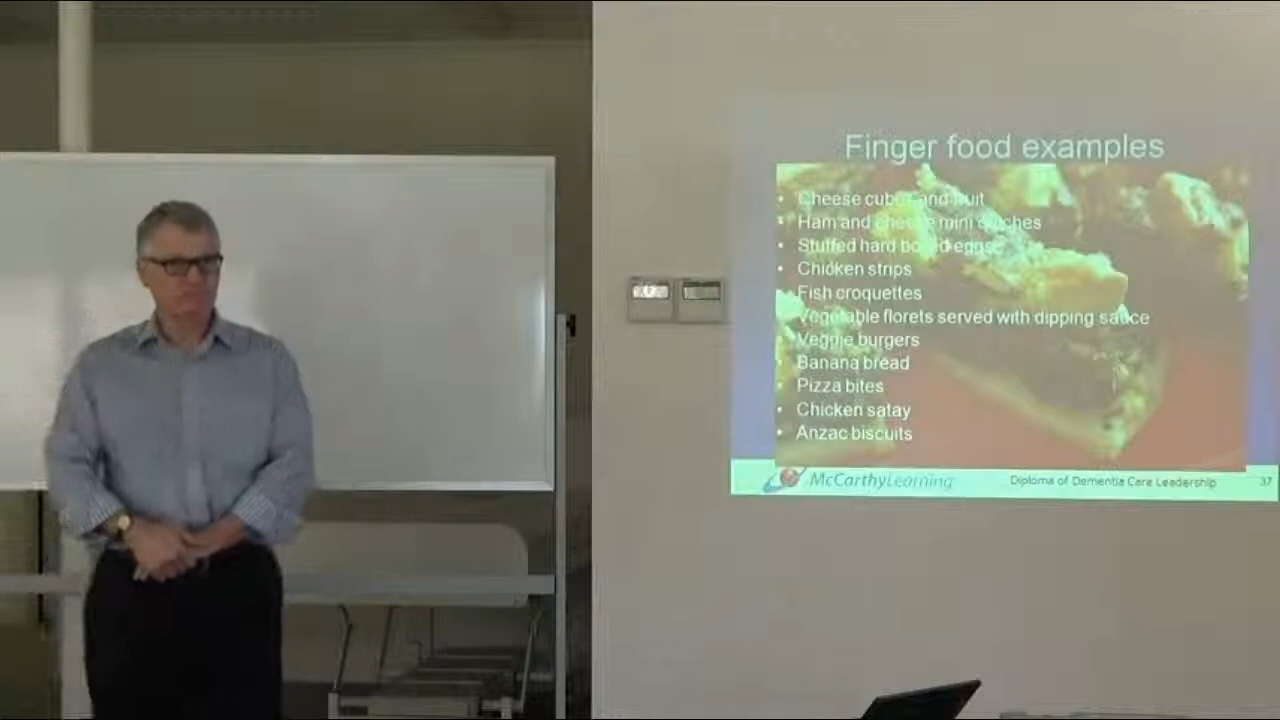 Finger food examples
• Cheese cubes and fruit
• Ham and cheese mini quiches
• Stuffed hard boiled eggs
• Chicken strips
• Fish croquettes
• Vegetable florets served with dipping sauce
• Veggie burgers
• Banana bread
• Pizza bites
• Chicken satay
• Anzac biscuits
McCarthyLearning
Diploma of Dementia Care Leadership
37